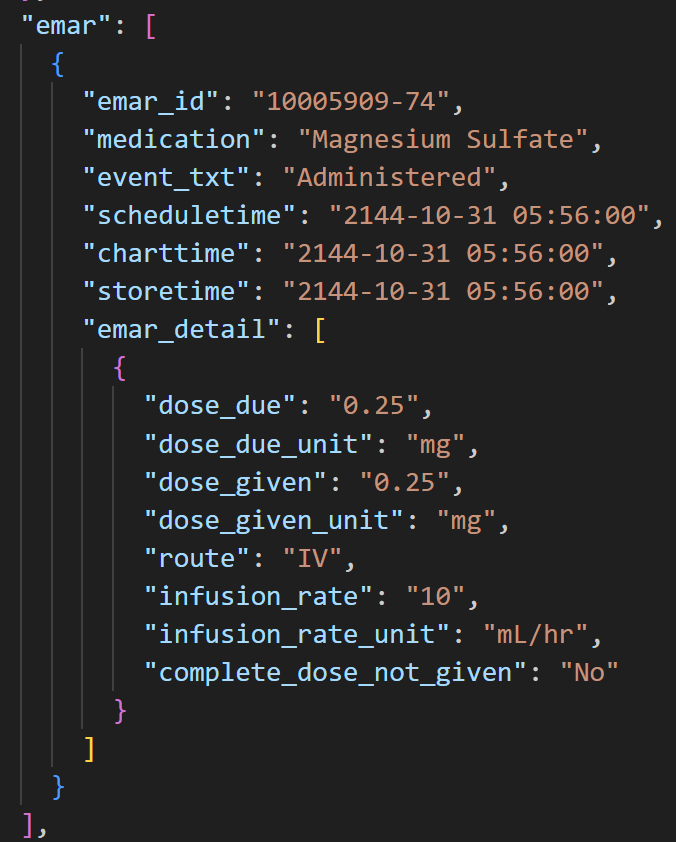 "emar": [
{
"emar_id": "10005909-74",
"medication": "Magnesium Sulfate",
"event_txt": "Administered",
"scheduletime": "2144-10-31 05:56:00",
"charttime": "2144-10-31 05:56:00",
"storetime": "2144-10-31 05:56:00",
"emar_detail": [
{
"dose_due": "0.25",
"dose_due_unit": "mg",
"dose_given": "0.25",
"dose_given_unit": "mg",
"route": "IV",
"infusion_rate": "10",
"infusion_rate_unit": "mL/hr",
"complete_dose_not_given": "No"
}
]
}
],